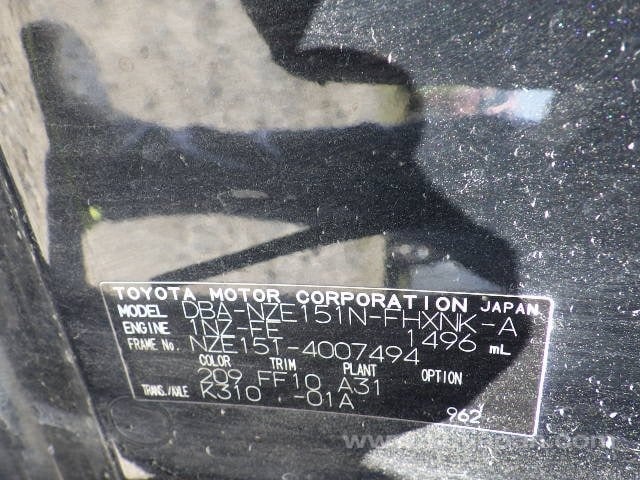 TOYOTA MOTOR CORPORATION JAPAN
MODEL DBA-NZE151N-FHXNK-A
ENGINE 1NZ-FE 1496 mL
FRAME No. NZE151-4007494
COLOR TRIM PLANT OPTION
209 FF10 A31
TRANS./AXLE K310 -01A
962